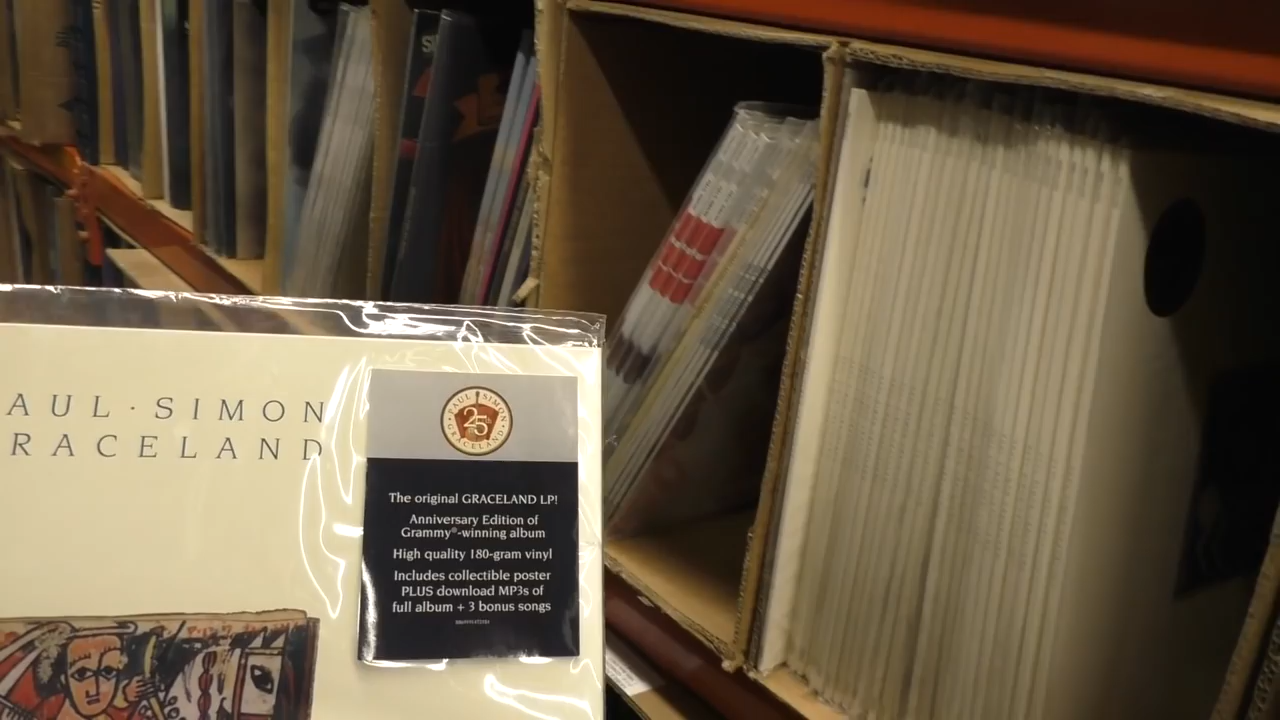 AUL·SIMON
RACELAND
PAUL SIMON
25th
GRACELAND
The original GRACELAND LP!
Anniversary Edition of
Grammy®-winning album
High quality 180-gram vinyl
Includes collectible poster
PLUS download MP3s of
full album + 3 bonus songs